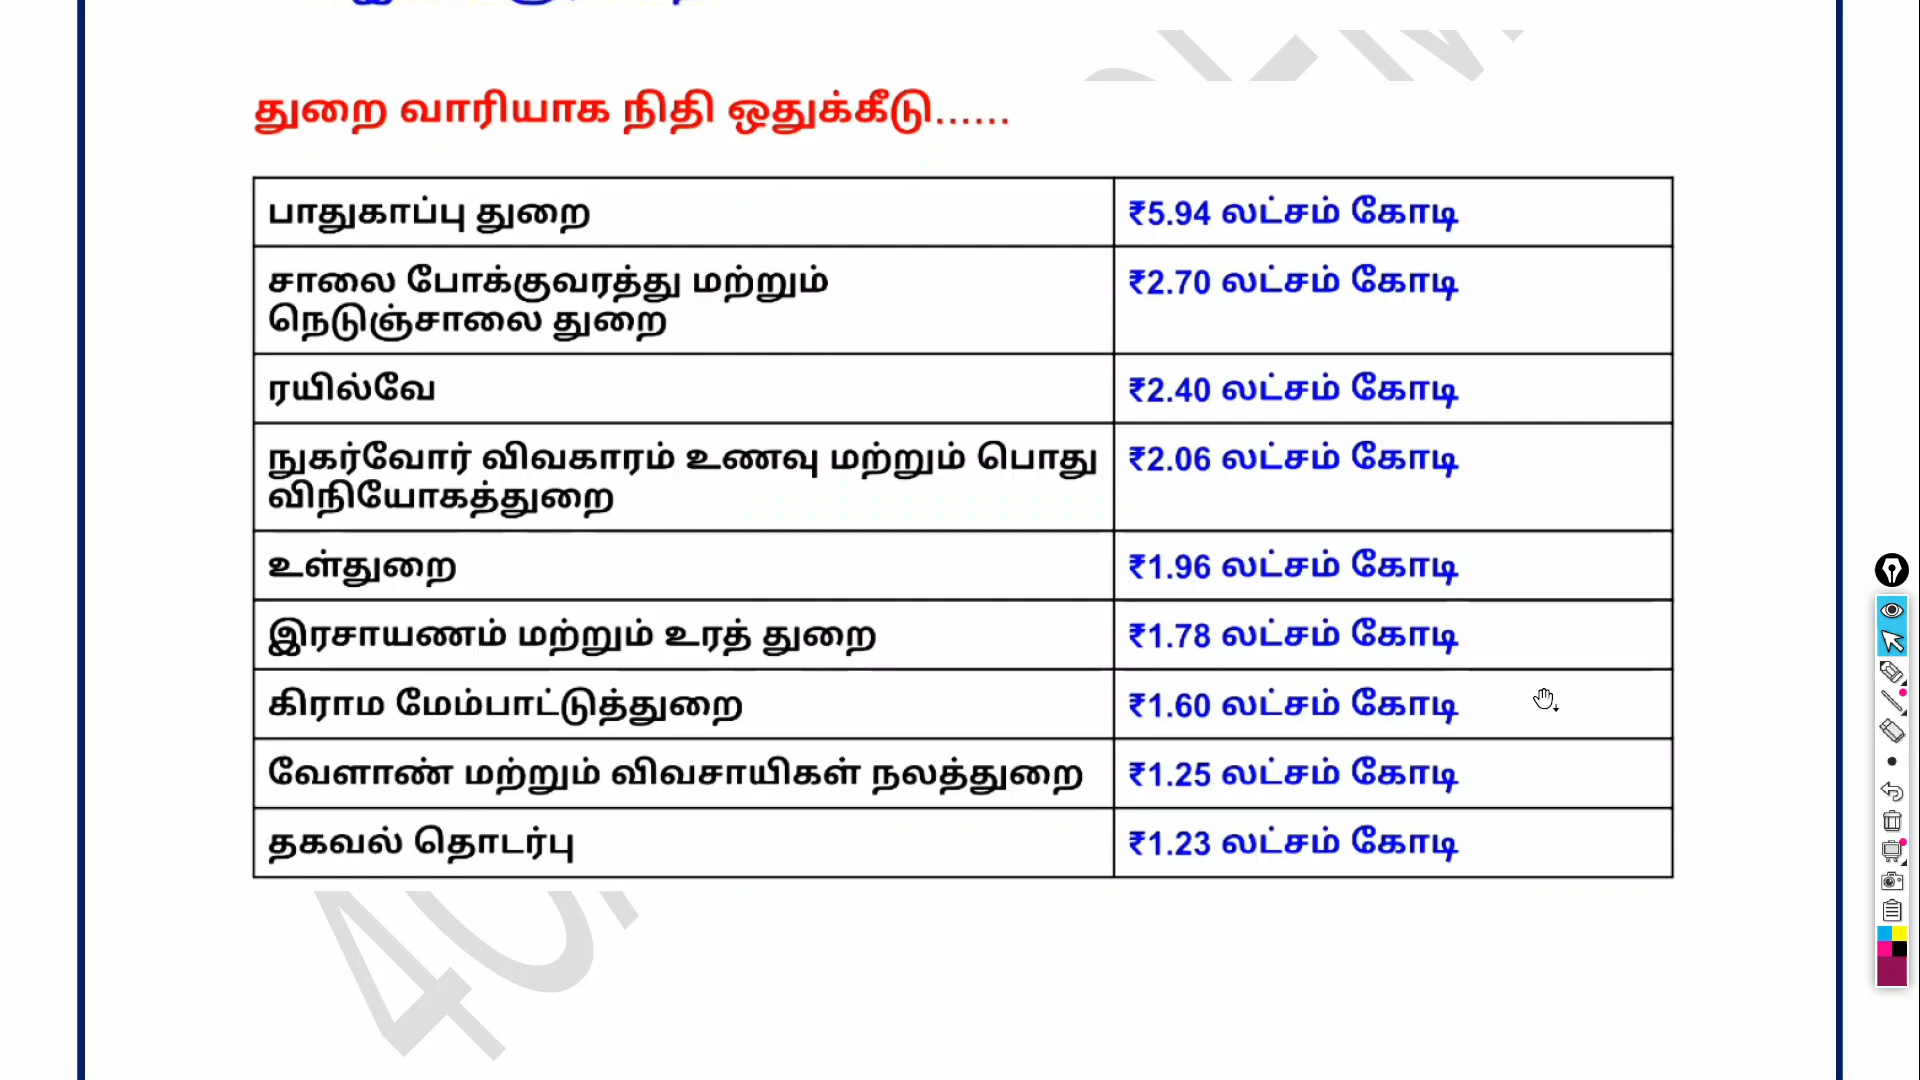 துறை வாரியாக நிதி ஒதுக்கீடு......
பாதுகாப்பு துறை ₹5.94 லட்சம் கோடி
சாலை போக்குவரத்து மற்றும் ₹2.70 லட்சம் கோடி
நெடுஞ்சாலை துறை
ரயில்வே ₹2.40 லட்சம் கோடி
நுகர்வோர் விவகாரம் உணவு மற்றும் பொது ₹2.06 லட்சம் கோடி
விநியோகத்துறை
உள்துறை ₹1.96 லட்சம் கோடி
இரசாயணம் மற்றும் உரத் துறை ₹1.78 லட்சம் கோடி
கிராம மேம்பாட்டுத்துறை ₹1.60 லட்சம் கோடி
வேளாண் மற்றும் விவசாயிகள் நலத்துறை ₹1.25 லட்சம் கோடி
தகவல் தொடர்பு ₹1.23 லட்சம் கோடி